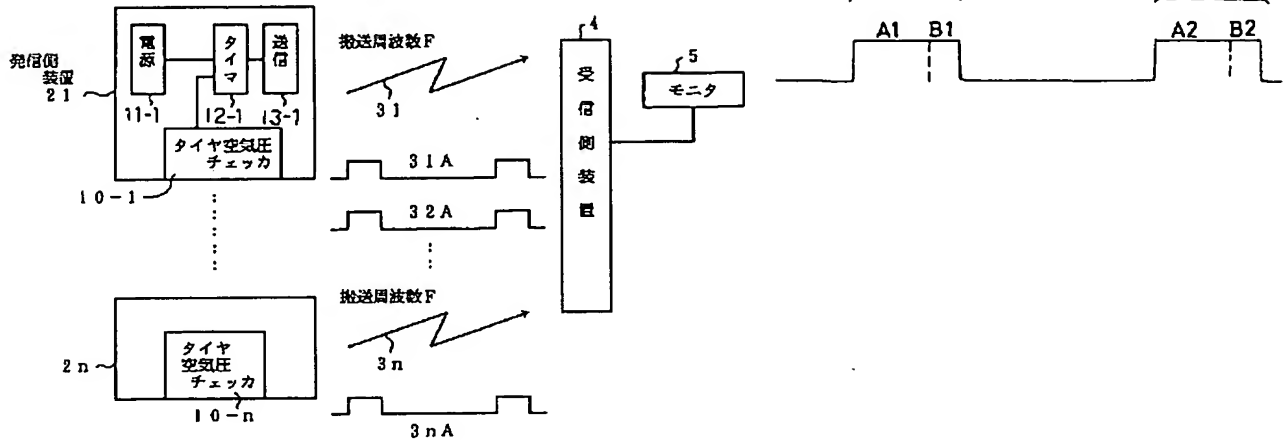 発信側
装置
21
電源
タイマ
送信
11-1
12-1
13-1
タイヤ空気圧
チェッカ
10-1
搬送周波数F
31
31A
32A
搬送周波数F
3n
3nA
2n
タイヤ
空気圧
チェッカ
10-n
4
受信側装置
5
モニタ
A1
B1
A2
B2